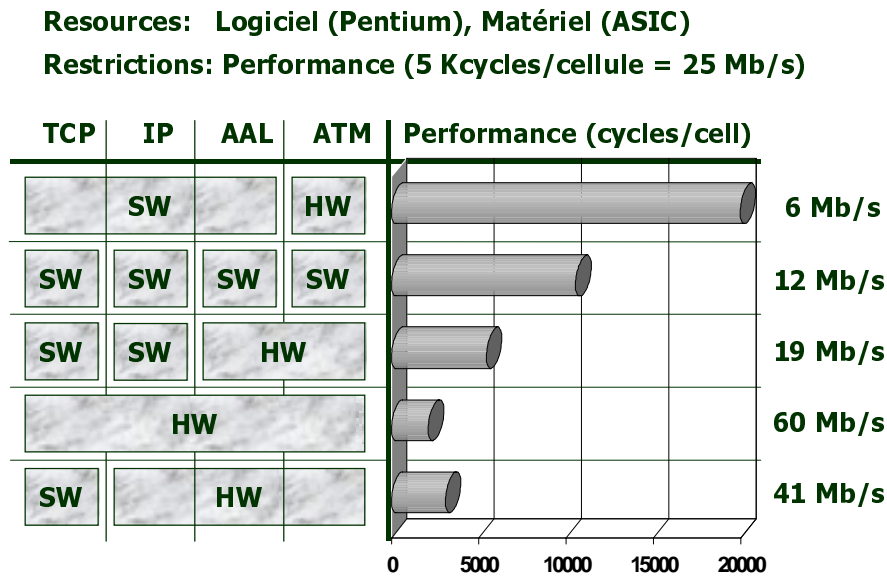 Resources: Logiciel (Pentium), Matériel (ASIC)
Restrictions: Performance (5 Kcycles/cellule = 25 Mb/s)
TCP IP AAL ATM Performance (cycles/cell)
SW HW 6 Mb/s
SW SW SW SW 12 Mb/s
SW SW HW 19 Mb/s
HW 60 Mb/s
SW HW 41 Mb/s
0 5000 10000 15000 20000